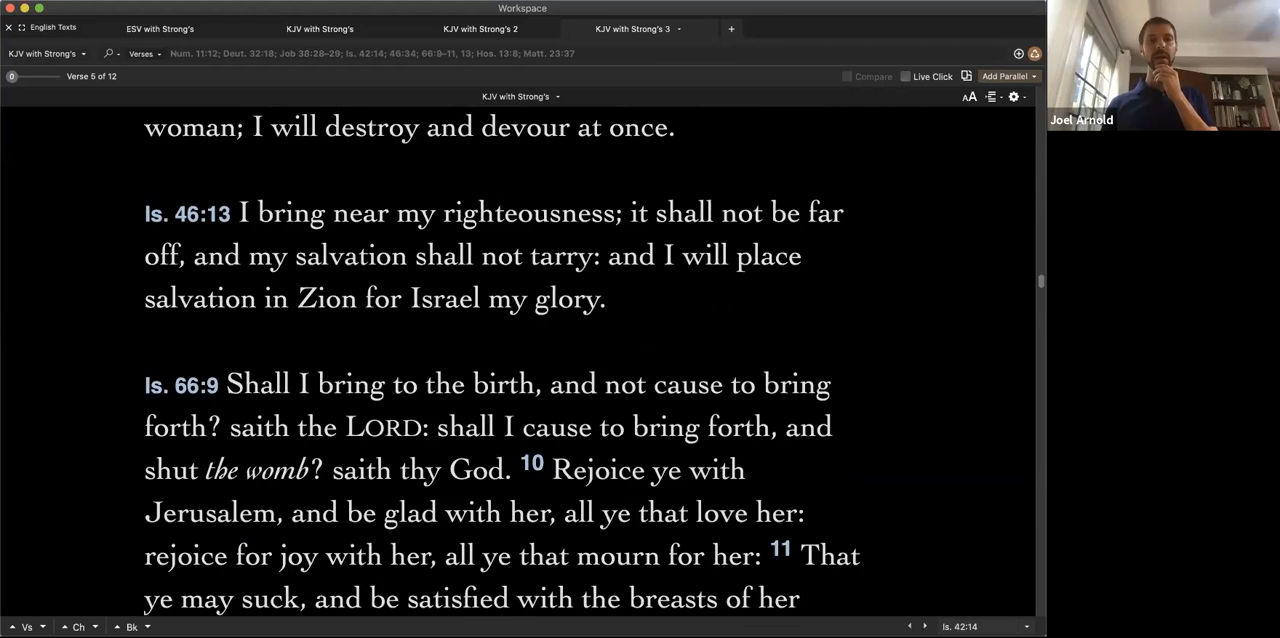 Workspace
English Texts
ESV with Strong's
KJV with Strong's
KJV with Strong's 2
KJV with Strong's 3
KJV with Strong's
Verses
Num. 11:12; Deut. 32:18; Job 38:28-29; Is. 42:14; 46:34; 66:9-11, 13; Hos. 13:8; Matt. 23:37
0
Verse 5 of 12
Compare
Live Click
Add Parallel
KJV with Strong's
AA
woman; I will destroy and devour at once.
Is. 46:13 I bring near my righteousness; it shall not be far
off, and my salvation shall not tarry: and I will place
salvation in Zion for Israel my glory.
Is. 66:9 Shall I bring to the birth, and not cause to bring
forth? saith the LORD: shall I cause to bring forth, and
shut the womb? saith thy God. 10 Rejoice ye with
Jerusalem, and be glad with her, all ye that love her:
rejoice for joy with her, all ye that mourn for her: 11 That
ye may suck, and be satisfied with the breasts of her
Vs
Ch
Bk
Is. 42:14
Joel Arnold